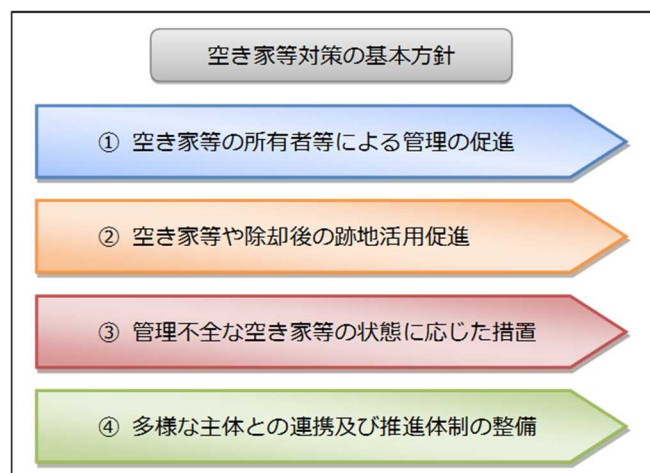 空き家等対策の基本方針
① 空き家等の所有者等による管理の促進
② 空き家等や除却後の跡地活用促進
③ 管理不全な空き家等の状態に応じた措置
④ 多様な主体との連携及び推進体制の整備